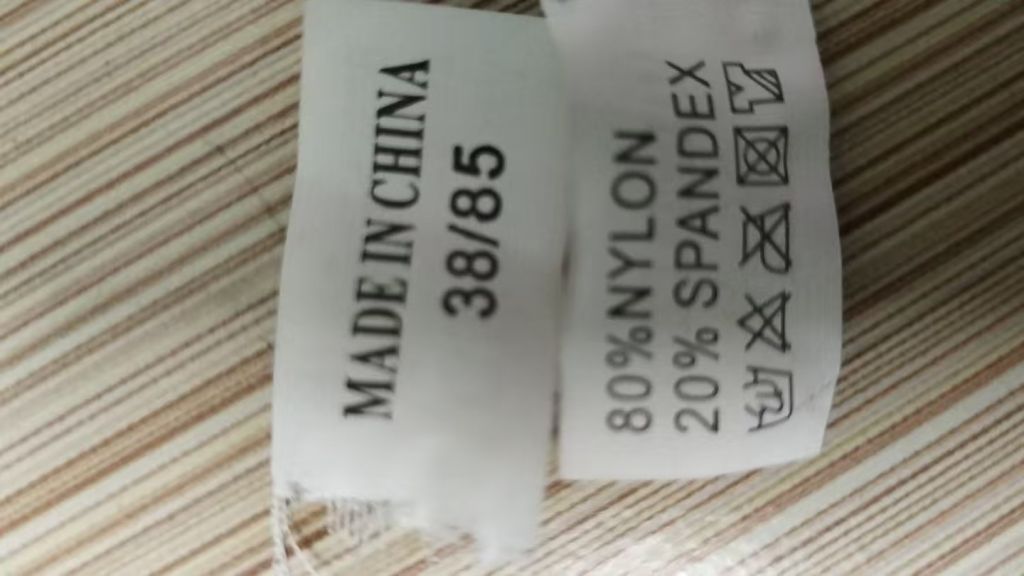 MADE IN CHINA
38/85
80%NYLON
20% SPANDEX